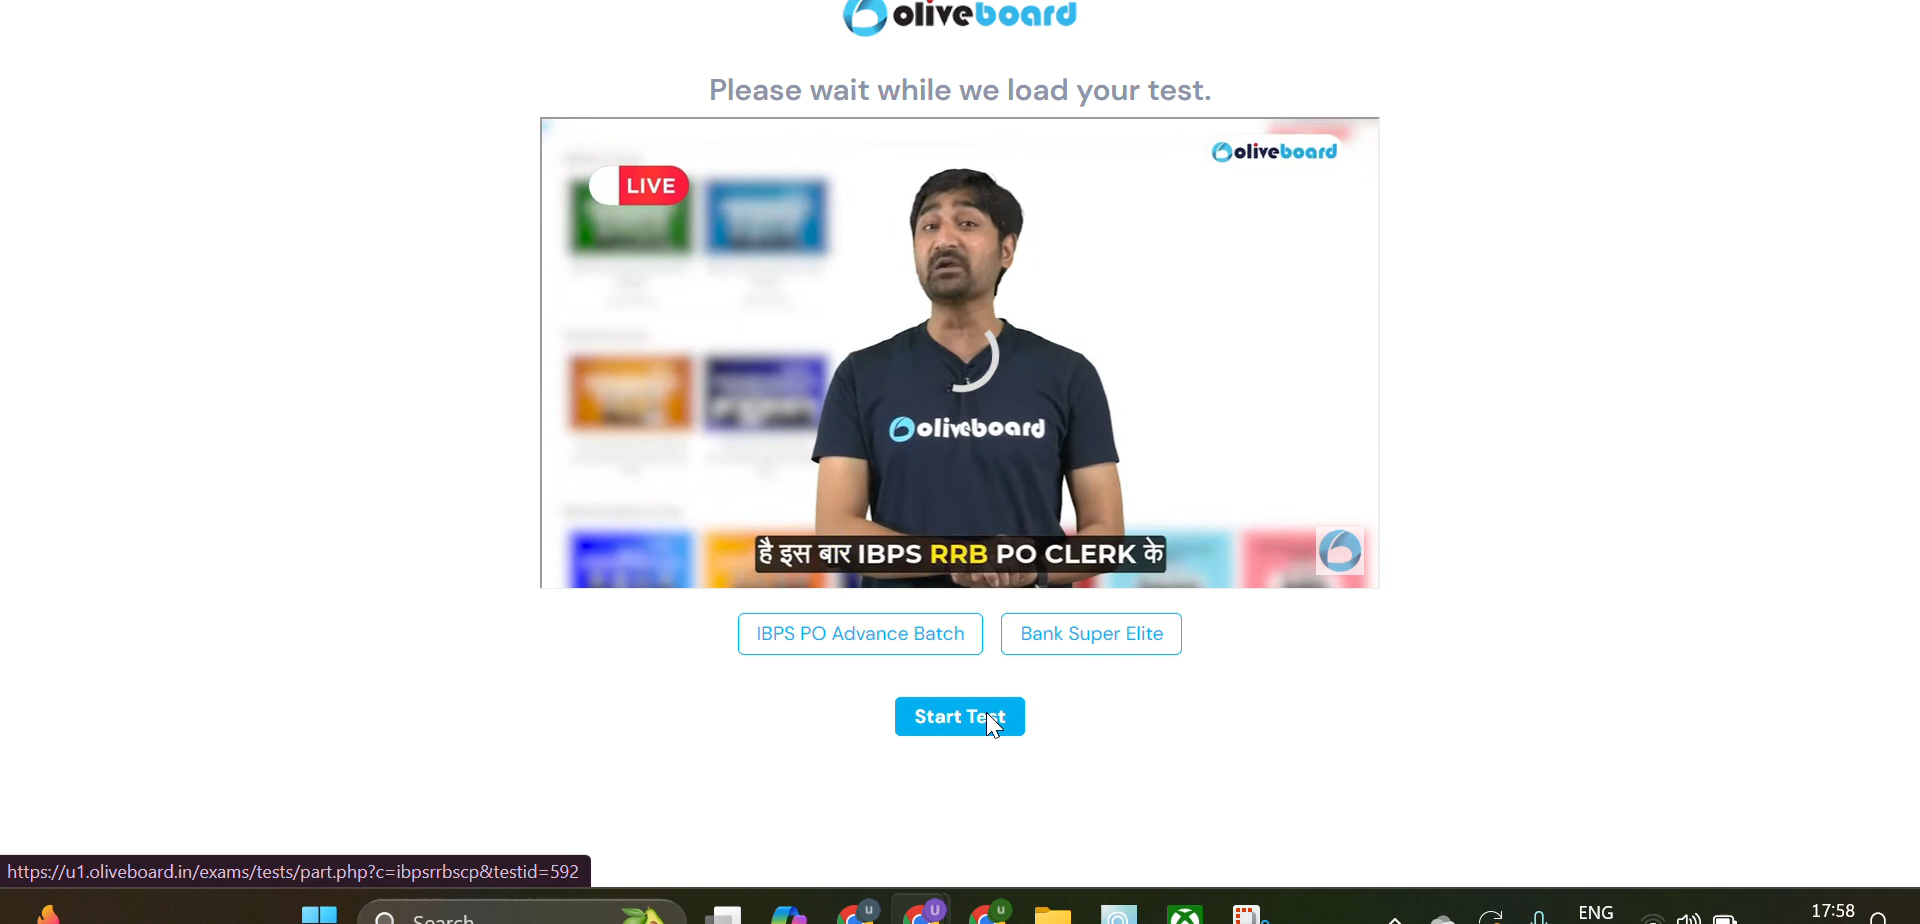 oliveboard
Please wait while we load your test.
LIVE
oliveboard
oliveboard
है इस बार IBPS RRB PO CLERK के
IBPS PO Advance Batch
Bank Super Elite
Start Test
https://u1.oliveboard.in/exams/tests/part.php?c=ibpsrrbscp&testid=592
Search
u
U
u
ENG
17:58